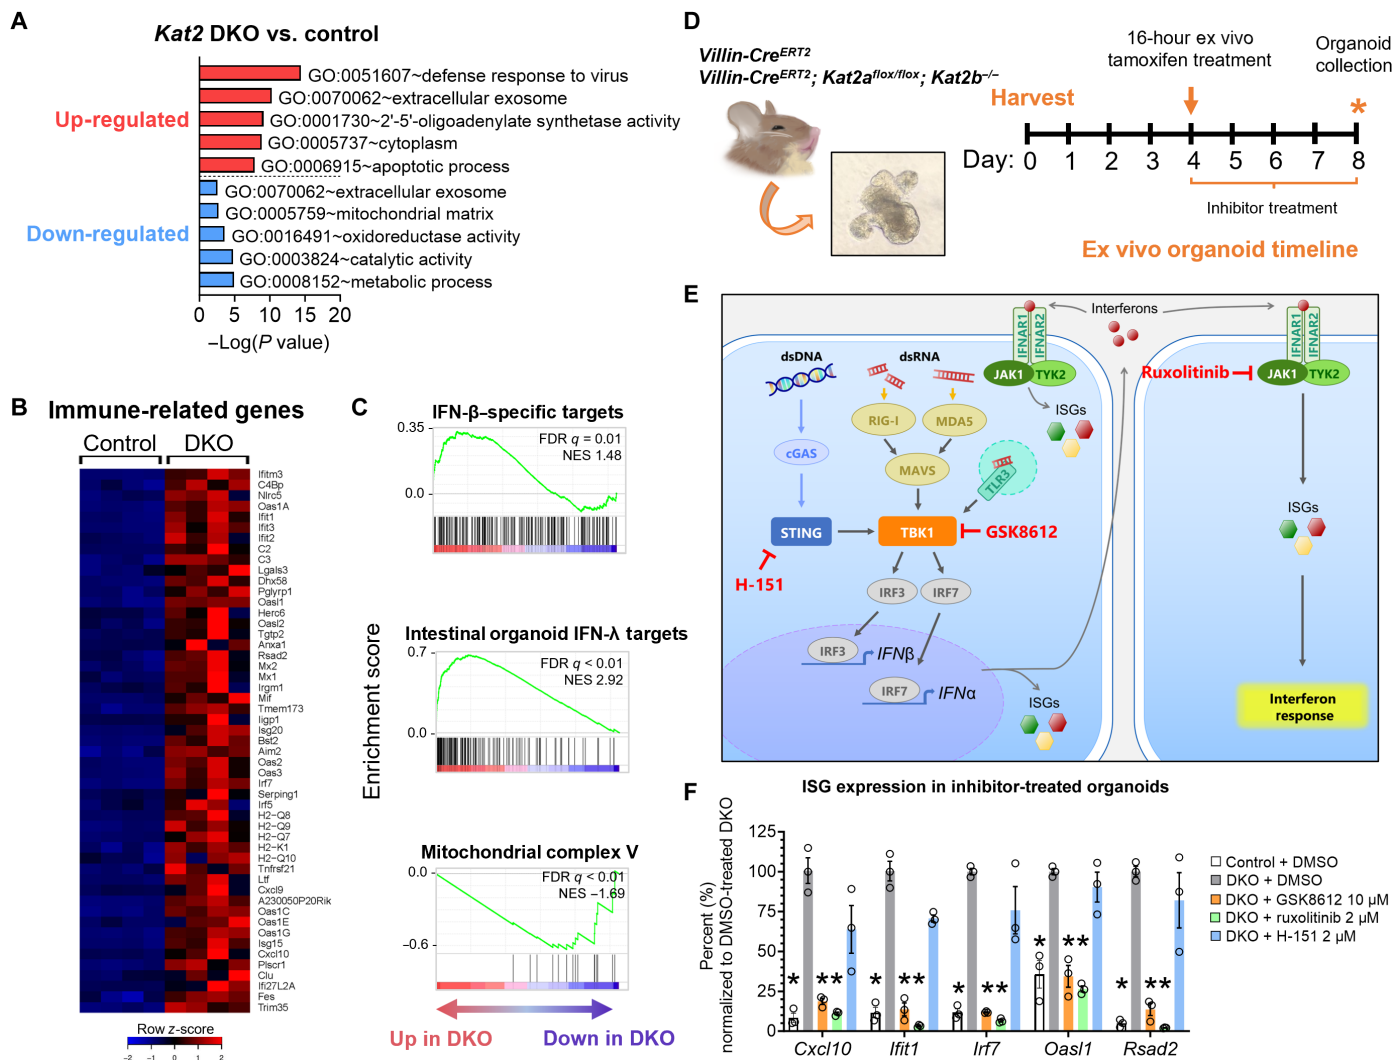 A
Kat2 DKO vs. control
Up-regulated
GO:0051607~defense response to virus
GO:0070062~extracellular exosome
GO:0001730~2'-5'-oligoadenylate synthetase activity
GO:0005737~cytoplasm
GO:0006915~apoptotic process
Down-regulated
GO:0070062~extracellular exosome
GO:0005759~mitochondrial matrix
GO:0016491~oxidoreductase activity
GO:0003824~catalytic activity
GO:0008152~metabolic process
0 5 10 15 20
−Log(P value)
B
Immune-related genes
Control DKO
Ifitm3
C4Bp
Nlrc5
Oas1A
Ifit1
Ifit3
Ifit2
C2
C3
Lgals3
Dhx58
Pglyrp1
Oasl1
Herc6
Oasl2
Tgtp2
Anxa1
Rsad2
Mx2
Mx1
Irgm1
Mif
Tmem173
Iigp1
Isg20
Bst2
Aim2
Oas2
Oas3
Irf7
Serping1
Irf5
H2−Q8
H2−Q9
H2−Q7
H2−K1
H2−Q10
Tnfrsf21
Ltf
Cxcl9
A230050P20Rik
Oas1C
Oas1E
Oas1G
Isg15
Cxcl10
Plscr1
Clu
Ifi27L2A
Fes
Trim35
Row z-score
−2 −1 0 1 2
C
Enrichment score
IFN-β–specific targets
0.35
FDR q = 0.01
NES 1.48
0.0
Intestinal organoid IFN-λ targets
0.7
FDR q < 0.01
NES 2.92
0.0
Mitochondrial complex V
0.0
FDR q < 0.01
NES −1.69
−0.6
Up in DKO Down in DKO
D
Villin-CreERT2
Villin-CreERT2; Kat2aflox/flox; Kat2b–/–
16-hour ex vivo
tamoxifen treatment
Organoid
collection
Harvest
*
Day: 0 1 2 3 4 5 6 7 8
Inhibitor treatment
Ex vivo organoid timeline
E
Interferons
IFNAR1
IFNAR2
IFNAR1
IFNAR2
dsDNA
dsRNA
JAK1 TYK2
Ruxolitinib
JAK1 TYK2
ISGs
RIG-I MDA5
cGAS
MAVS
TLR3
STING
TBK1
GSK8612
ISGs
H-151
IRF3 IRF7
IRF3 IFNβ
IRF7 IFNα
ISGs
Interferon
response
F
ISG expression in inhibitor-treated organoids
Percent (%)
normalized to DMSO-treated DKO
125
100
75
50
25
0
* ** * ** * ** * ** * **
Cxcl10 Ifit1 Irf7 Oasl1 Rsad2
Control + DMSO
DKO + DMSO
DKO + GSK8612 10 µM
DKO + ruxolitinib 2 µM
DKO + H-151 2 µM